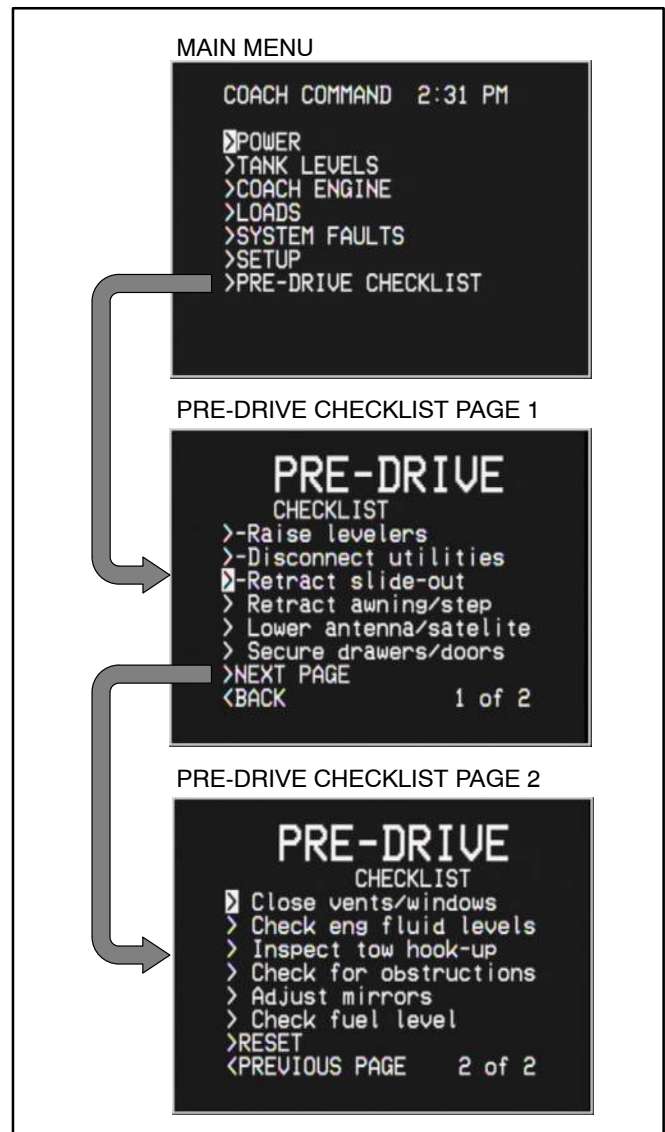 MAIN MENU
COACH COMMAND 2:31 PM
>POWER
>TANK LEVELS
>COACH ENGINE
>LOADS
>SYSTEM FAULTS
>SETUP
>PRE-DRIVE CHECKLIST
PRE-DRIVE CHECKLIST PAGE 1
PRE-DRIVE
CHECKLIST
>-Raise levelers
>-Disconnect utilities
>-Retract slide-out
> Retract awning/step
> Lower antenna/satelite
> Secure drawers/doors
>NEXT PAGE
<BACK 1 of 2
PRE-DRIVE CHECKLIST PAGE 2
PRE-DRIVE
CHECKLIST
> Close vents/windows
> Check eng fluid levels
> Inspect tow hook-up
> Check for obstructions
> Adjust mirrors
> Check fuel level
>RESET
<PREVIOUS PAGE 2 of 2